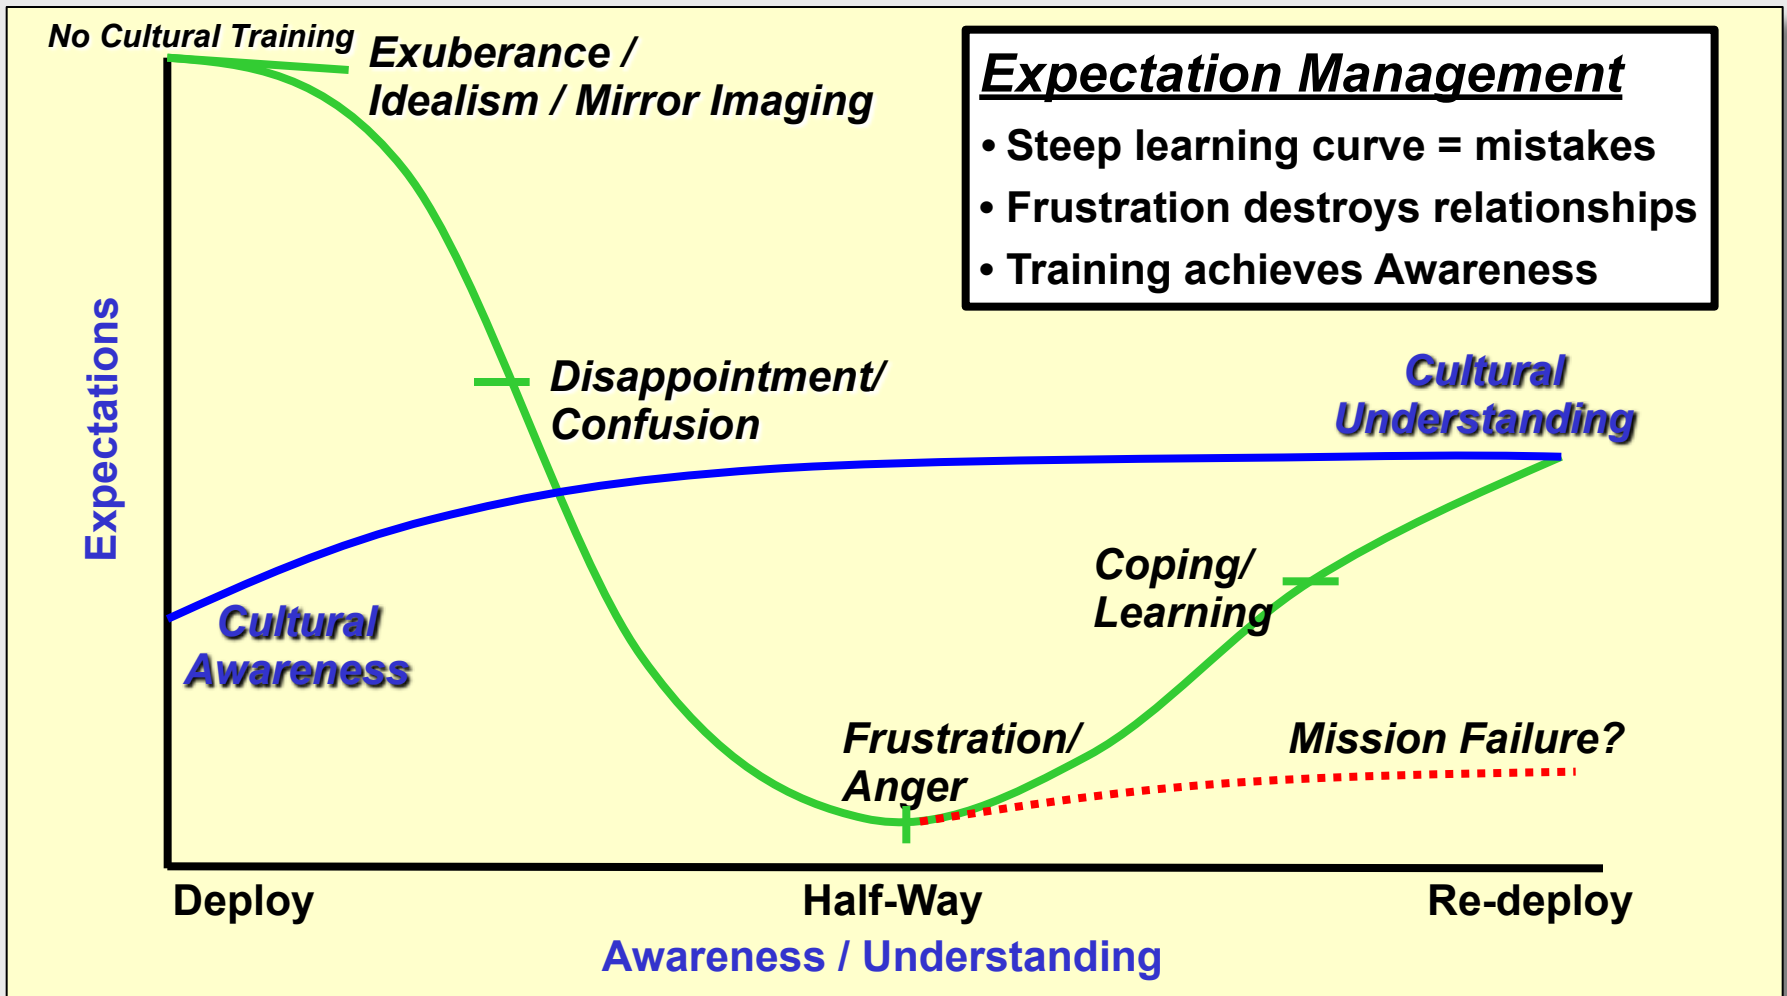 No Cultural Training
Exuberance /
Idealism / Mirror Imaging
Expectation Management
• Steep learning curve = mistakes
• Frustration destroys relationships
• Training achieves Awareness
Expectations
Disappointment/
Confusion
Cultural
Understanding
Cultural
Awareness
Coping/
Learning
Frustration/
Anger
Mission Failure?
Deploy
Half-Way
Re-deploy
Awareness / Understanding